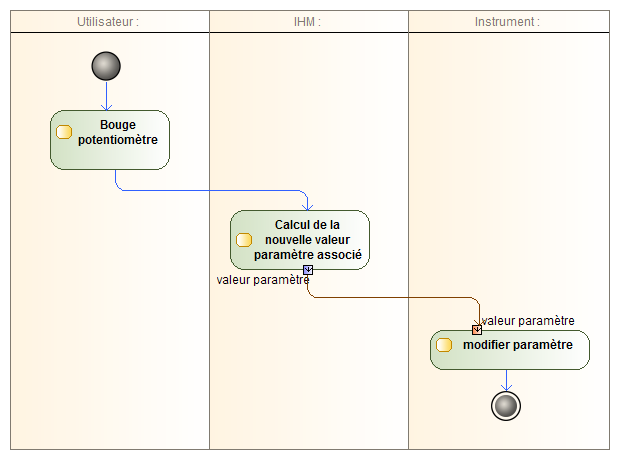 Utilisateur :
IHM :
Instrument :
Bouge
potentiomètre
Calcul de la
nouvelle valeur
paramètre associé
valeur paramètre
valeur paramètre
modifier paramètre